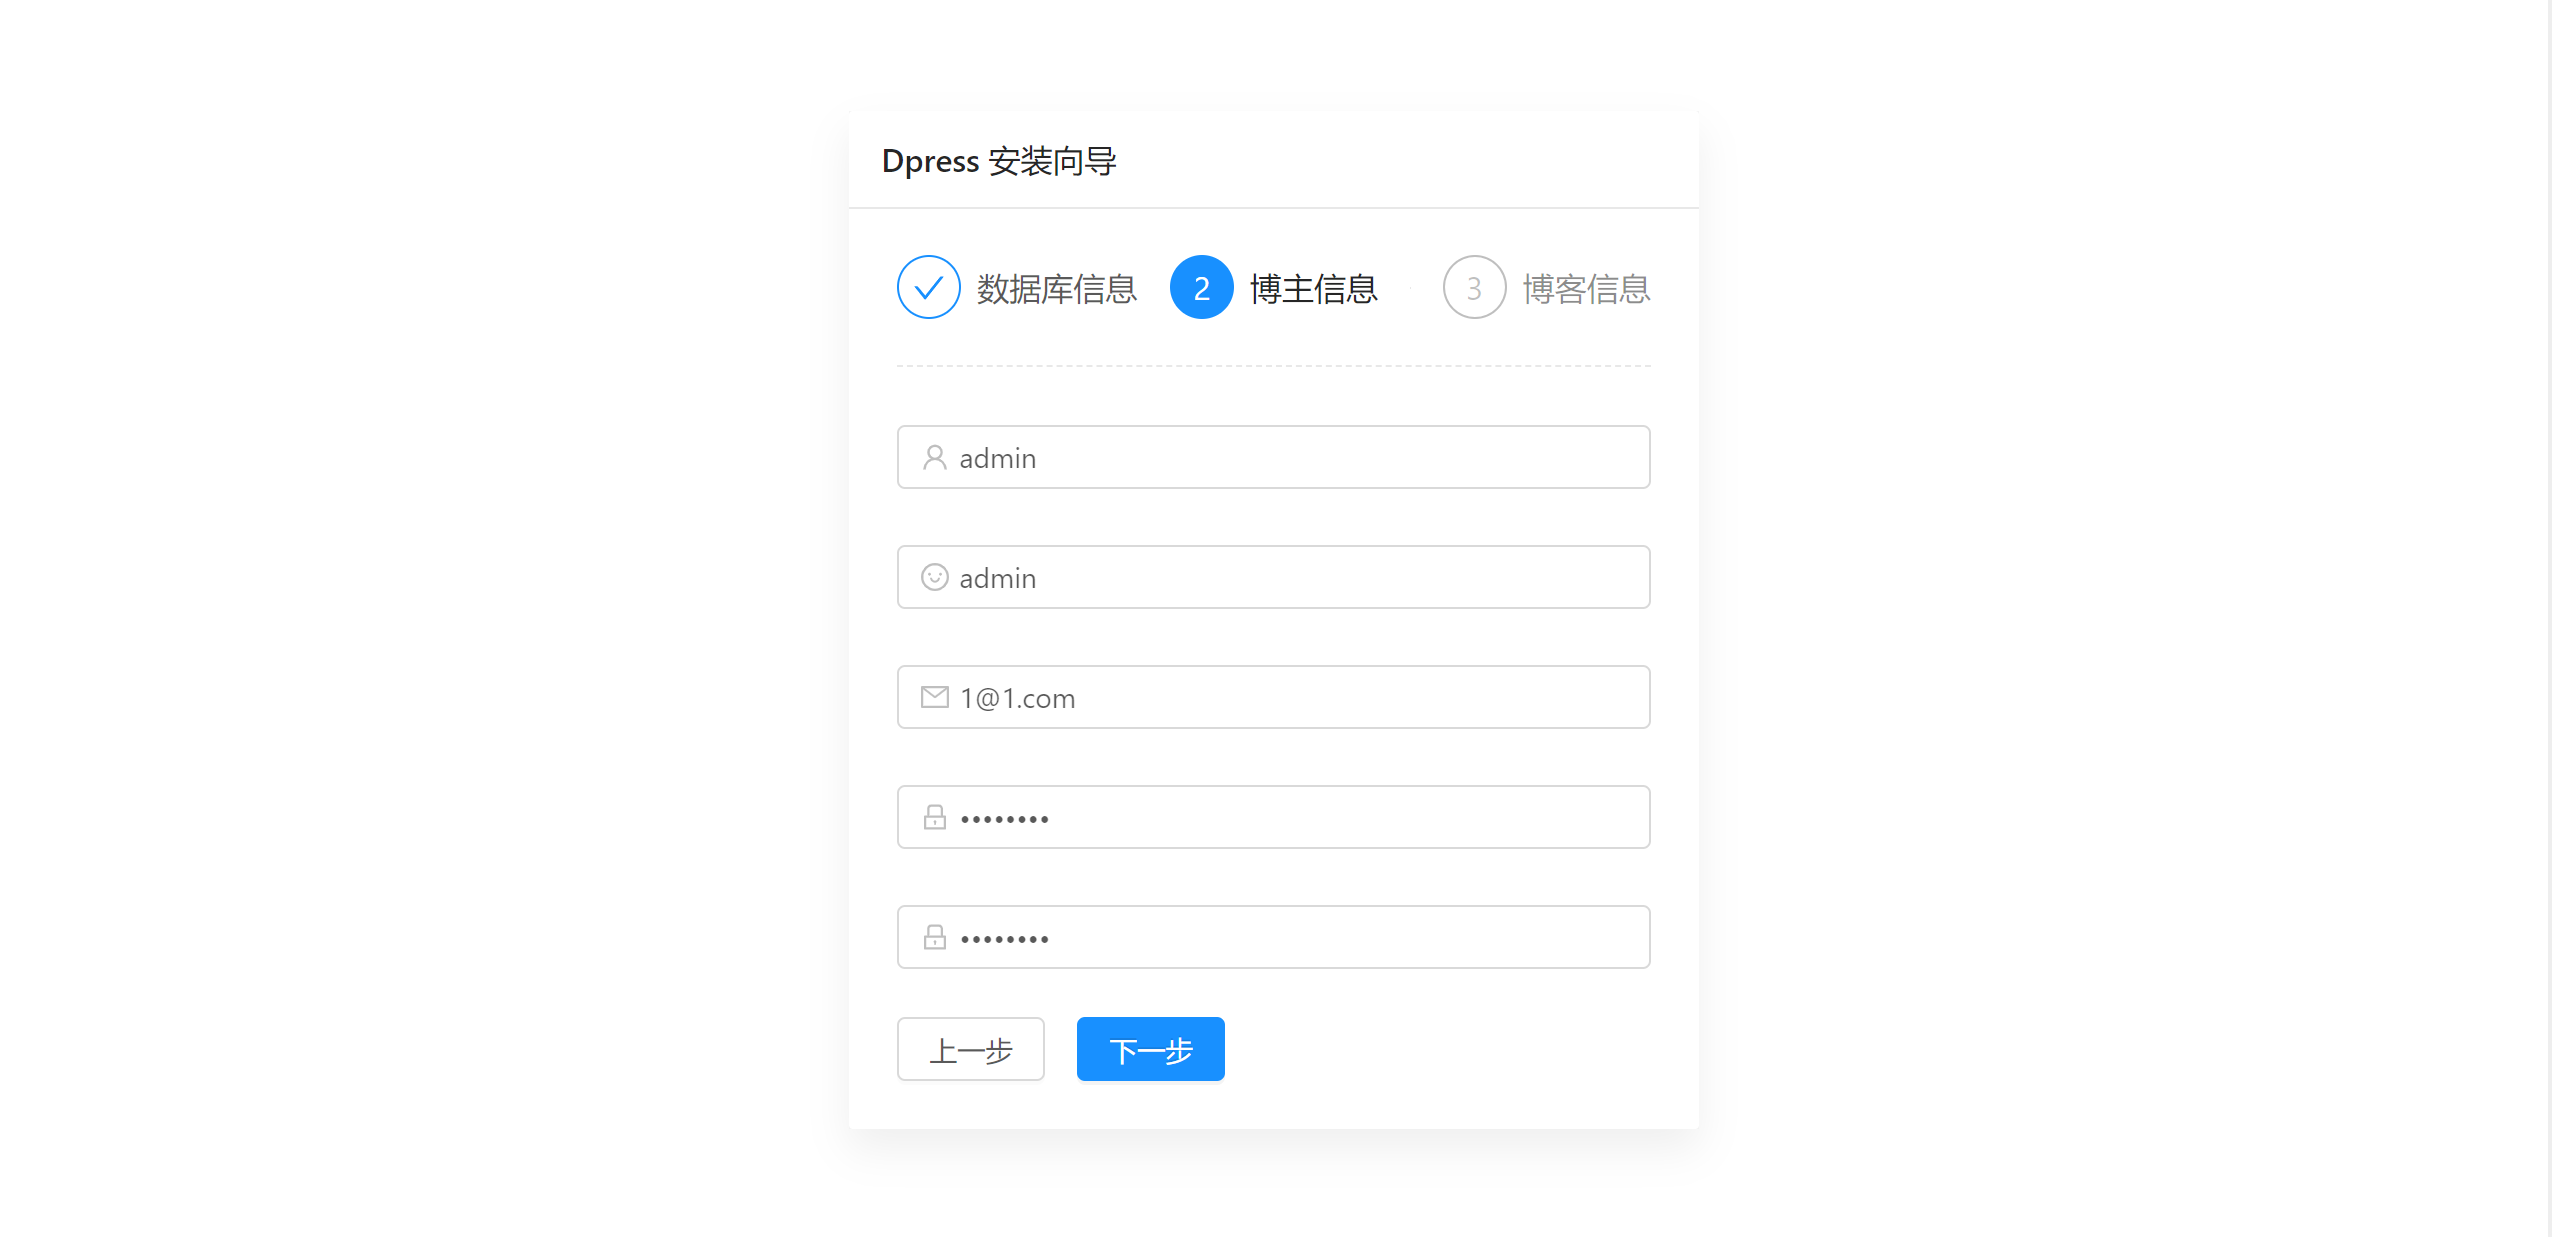 Dpress 安装向导
数据库信息 2 博主信息 3 博客信息
admin
admin
1@1.com
••••••••
••••••••
上一步 下一步